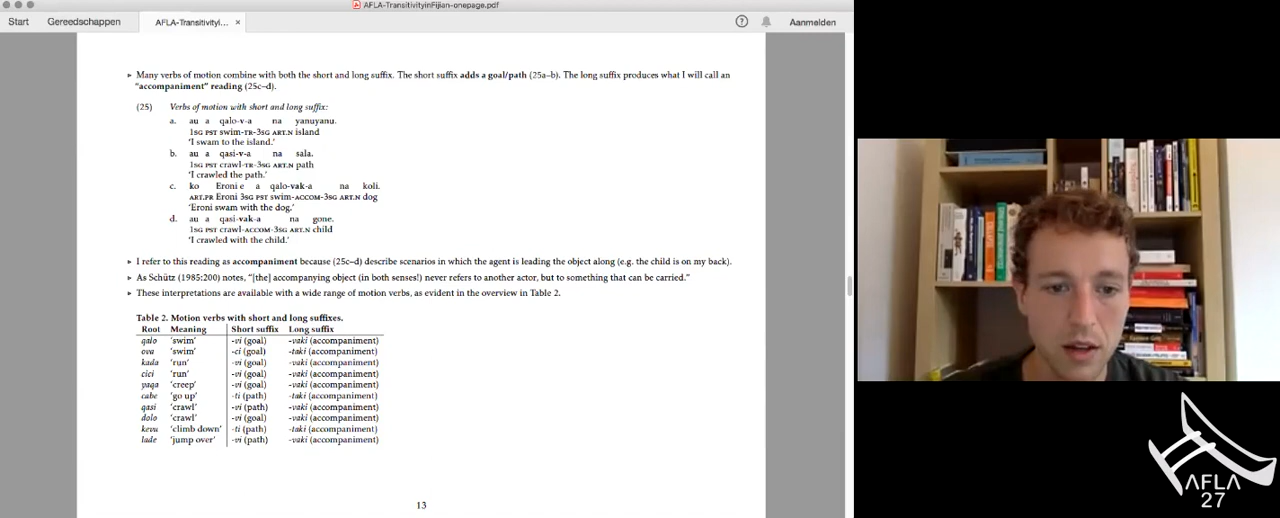 AFLA-TransitivityinFijian-onepage.pdf
Start Gereedschappen AFLA-TransitivityI... × Aanmelden
▸ Many verbs of motion combine with both the short and long suffix. The short suffix adds a goal/path (25a–b). The long suffix produces what I will call an
"accompaniment" reading (25c–d).
(25) Verbs of motion with short and long suffix:
a. au a qalo-v-a na yanuyanu.
1SG PST swim-TR-3SG ART.N island
'I swam to the island.'
b. au a qasi-v-a na sala.
1SG PST crawl-TR-3SG ART.N path
'I crawled the path.'
c. ko Eroni e a qalo-vak-a na koli.
ART.PR Eroni 3SG PST swim-ACCOM-3SG ART.N dog
'Eroni swam with the dog.'
d. au a qasi-vak-a na gone.
1SG PST crawl-ACCOM-3SG ART.N child
'I crawled with the child.'
▸ I refer to this reading as accompaniment because (25c–d) describe scenarios in which the agent is leading the object along (e.g. the child is on my back).
▸ As Schütz (1985:200) notes, "[the] accompanying object (in both senses!) never refers to another actor, but to something that can be carried."
▸ These interpretations are available with a wide range of motion verbs, as evident in the overview in Table 2.
Table 2. Motion verbs with short and long suffixes.
Root Meaning Short suffix Long suffix
qalo 'swim' -vi (goal) -vaki (accompaniment)
ova 'swim' -ci (goal) -taki (accompaniment)
kada 'run' -vi (goal) -vaki (accompaniment)
cici 'run' -vi (goal) -vaki (accompaniment)
yaqa 'creep' -vi (goal) -vaki (accompaniment)
cabe 'go up' -ti (path) -taki (accompaniment)
qasi 'crawl' -vi (path) -vaki (accompaniment)
dolo 'crawl' -vi (goal) -vaki (accompaniment)
kevu 'climb down' -ti (path) -taki (accompaniment)
lade 'jump over' -vi (path) -vaki (accompaniment)
13
AFLA
27